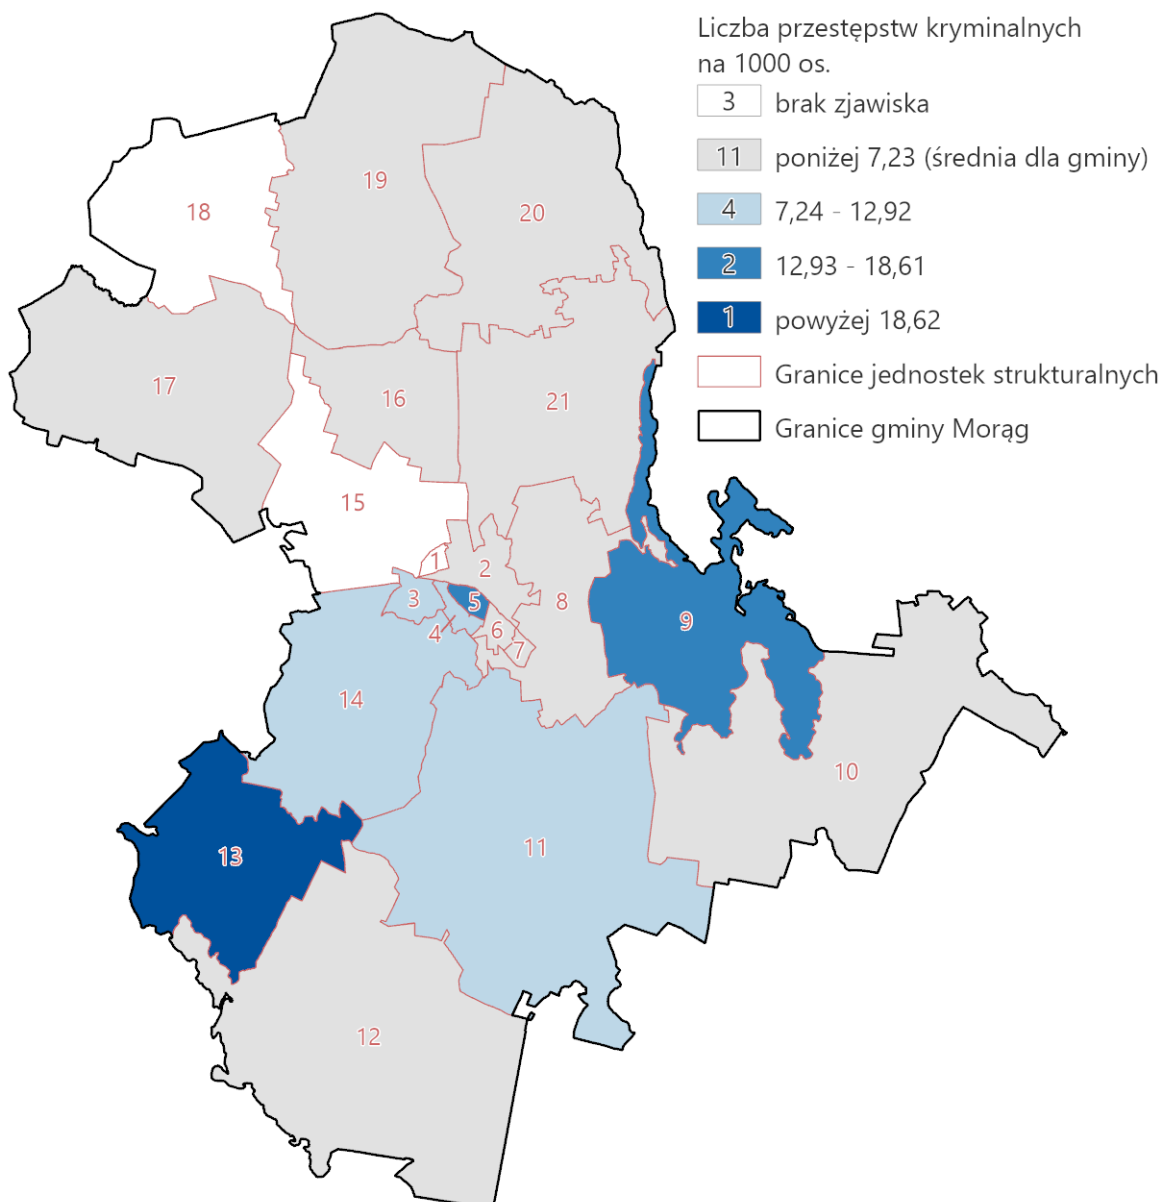 Liczba przestępstw kryminalnych
na 1000 os.
3 brak zjawiska
11 poniżej 7,23 (średnia dla gminy)
4 7,24 - 12,92
2 12,93 - 18,61
1 powyżej 18,62
Granice jednostek strukturalnych
Granice gminy Morąg
19
18
20
17
16
21
15
1
2
3
5
8
4
6
9
7
14
10
11
13
12